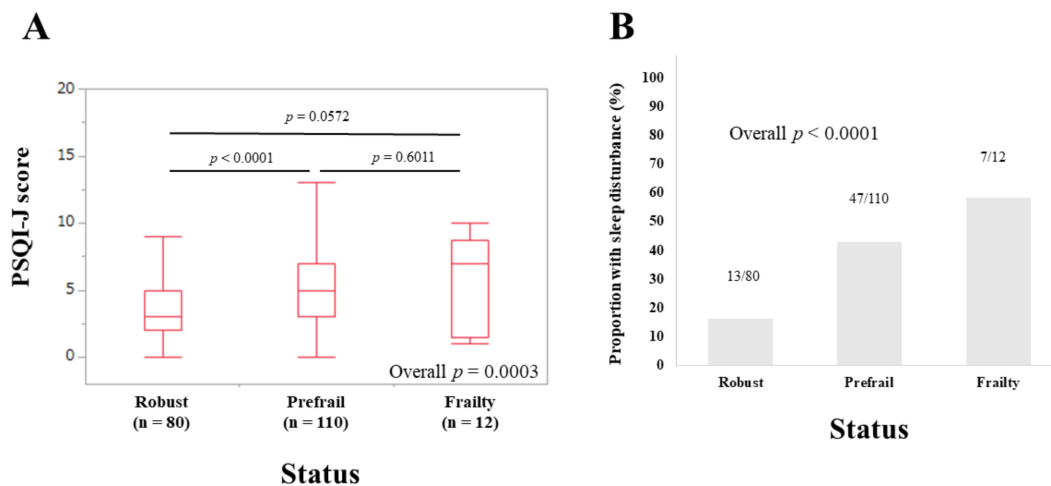 A
PSQI-J score
20
15
10
5
0
p = 0.0572
p < 0.0001
p = 0.6011
Overall p = 0.0003
Robust
(n = 80)
Prefrail
(n = 110)
Frailty
(n = 12)
Status
B
Proportion with sleep disturbance (%)
100
90
80
70
60
50
40
30
20
10
0
Overall p < 0.0001
13/80
47/110
7/12
Robust
Prefrail
Frailty
Status